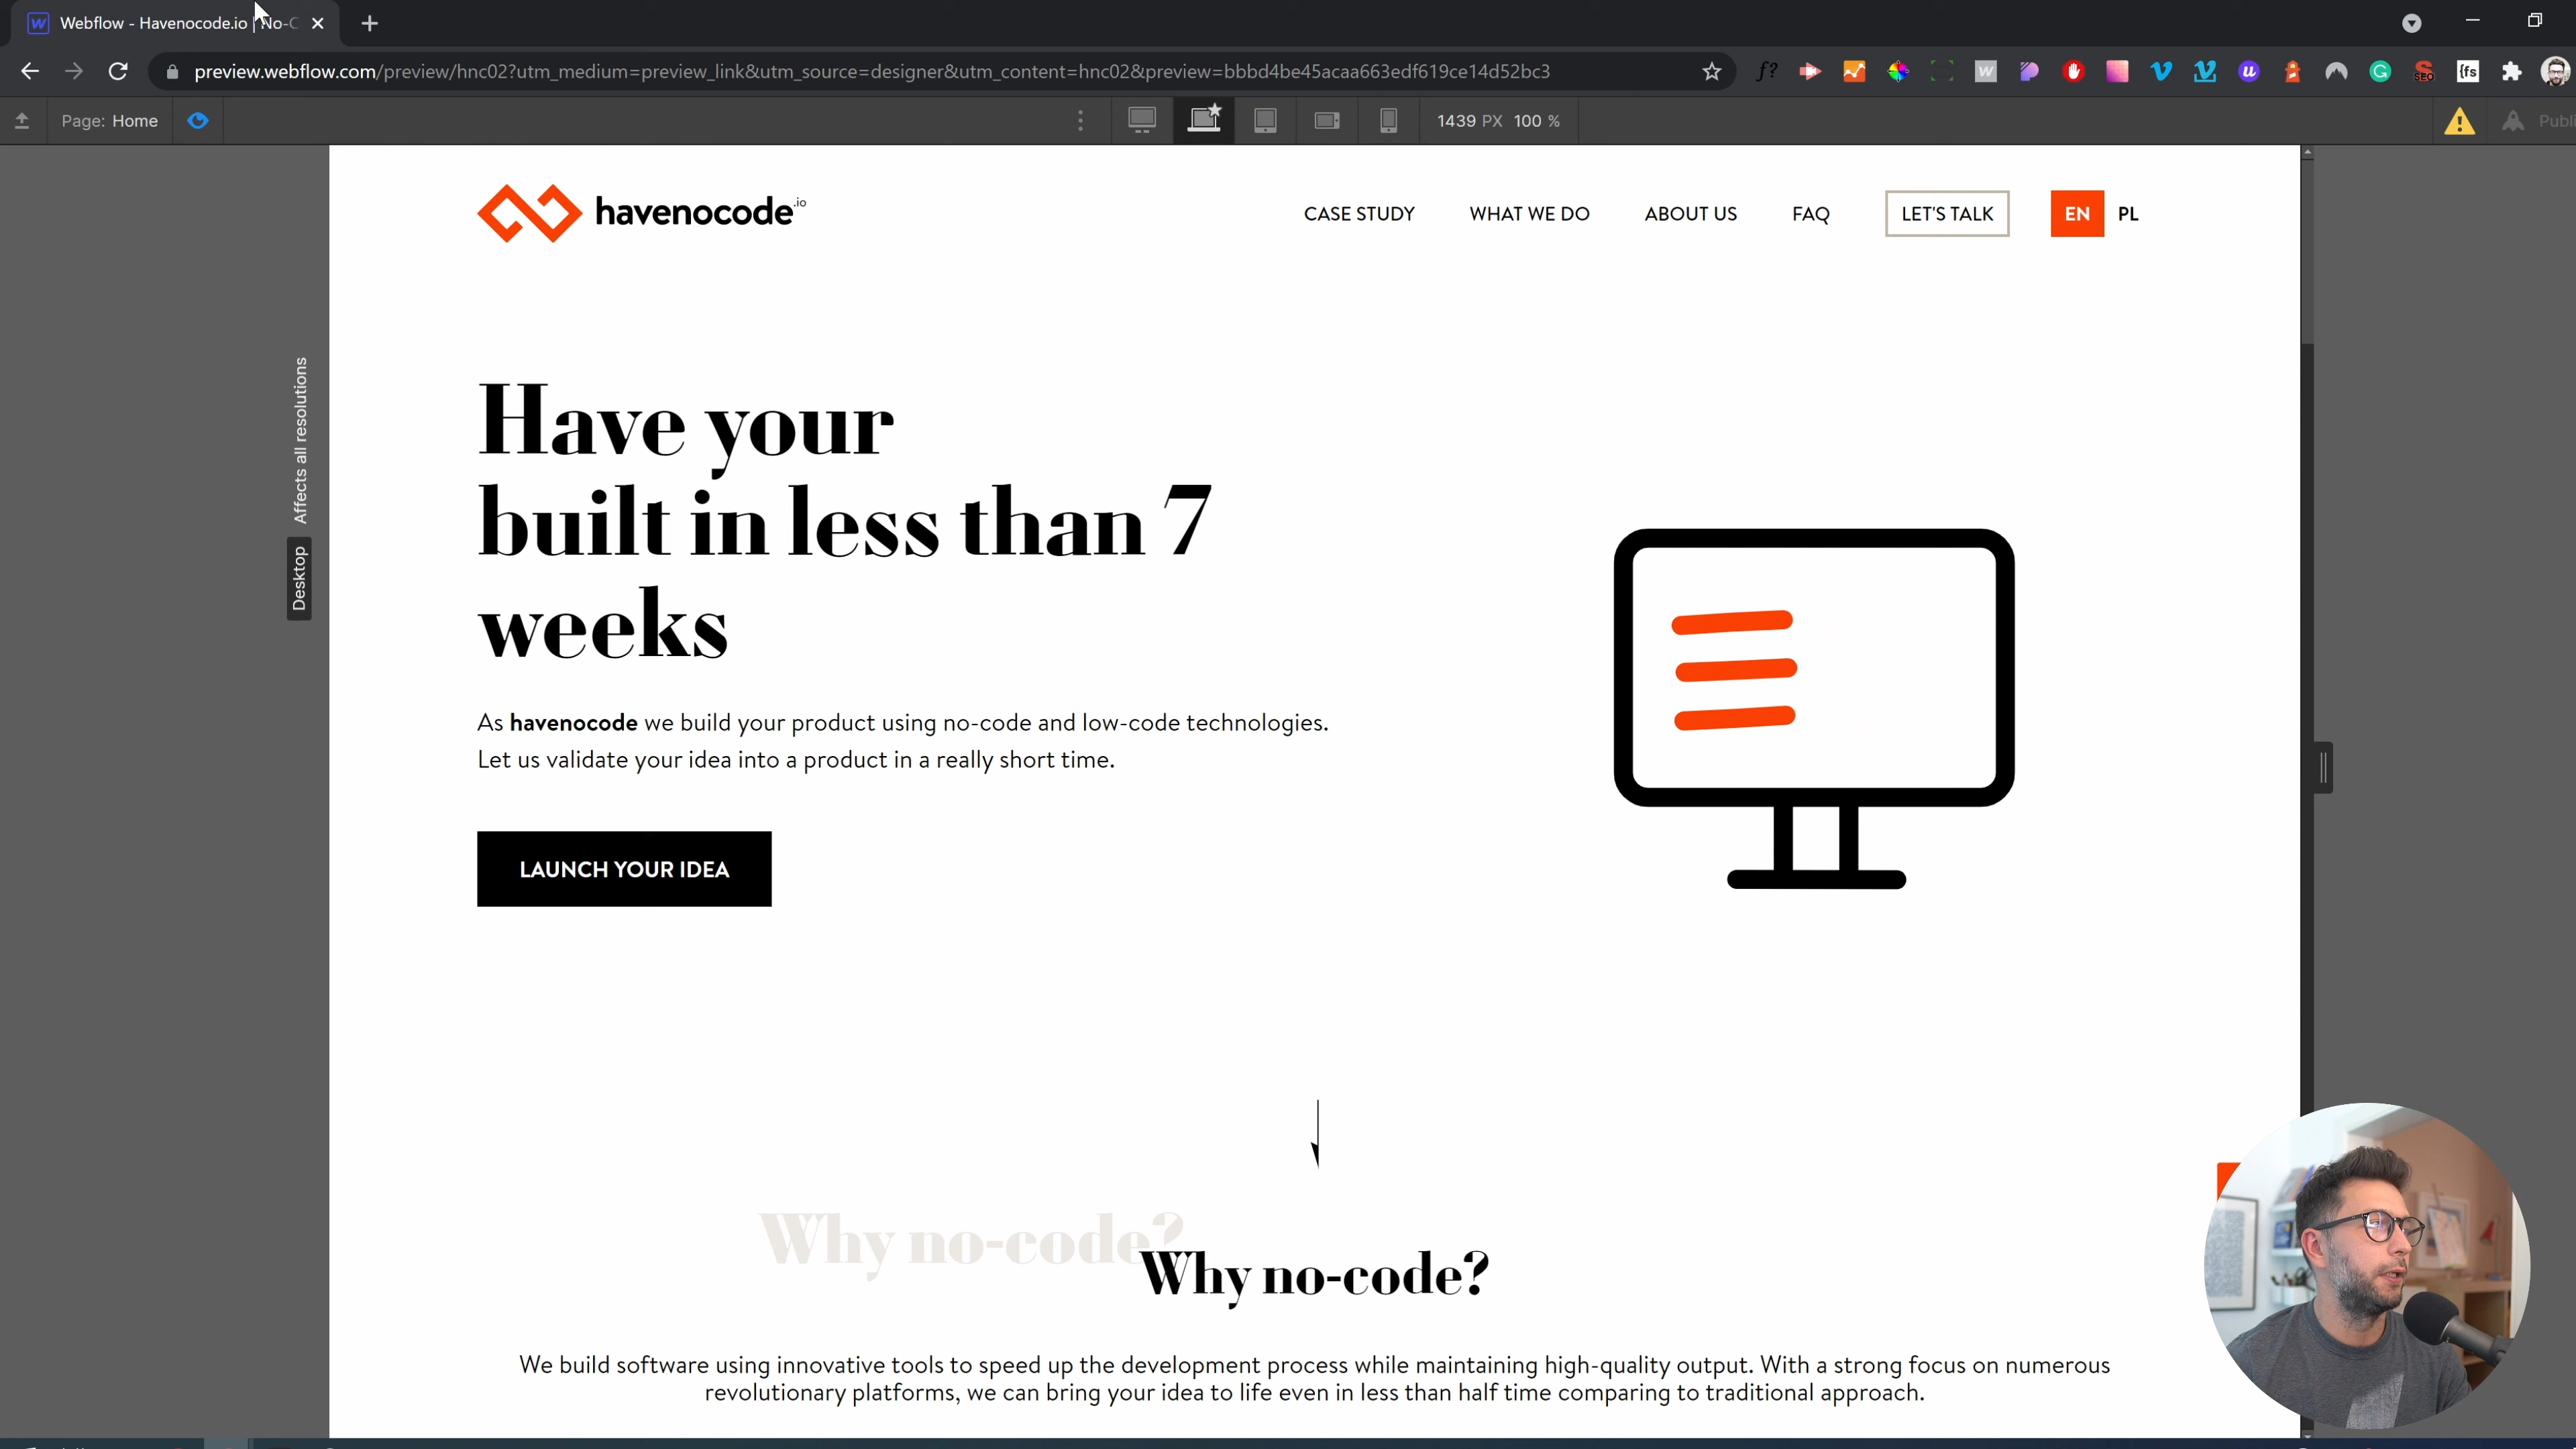 Webflow - Havenocode.io | No-C
preview.webflow.com/preview/hnc02?utm_medium=preview_link&utm_source=designer&utm_content=hnc02&preview=bbbd4be45acaa663edf619ce14d52bc3
Page: Home
1439 PX 100 %
Publi
havenocode.io
CASE STUDY
WHAT WE DO
ABOUT US
FAQ
LET'S TALK
EN
PL
Affects all resolutions
Desktop
Have your
built in less than 7
weeks
As havenocode we build your product using no-code and low-code technologies.
Let us validate your idea into a product in a really short time.
LAUNCH YOUR IDEA
Why no-code?
Why no-code?
We build software using innovative tools to speed up the development process while maintaining high-quality output. With a strong focus on numerous
revolutionary platforms, we can bring your idea to life even in less than half time comparing to traditional approach.